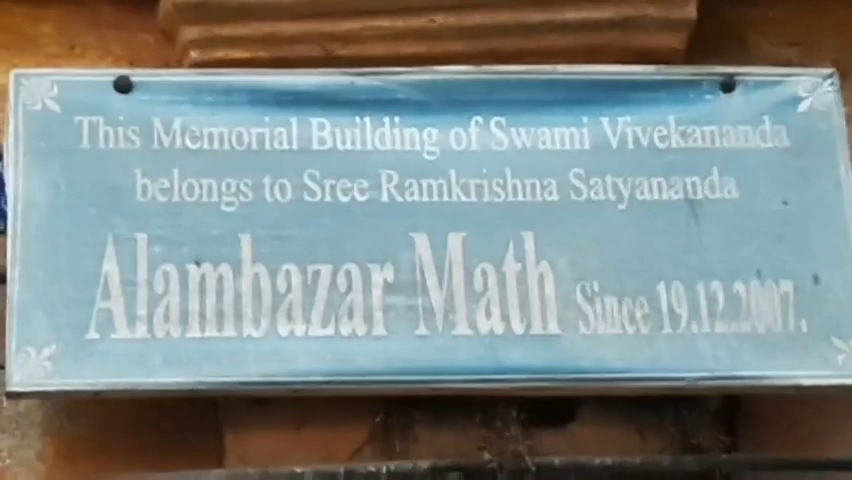 This Memorial Building of Swami Vivekananda
belongs to Sree Ramkrishna Satyananda
Alambazar Math Since 19.12.2007.